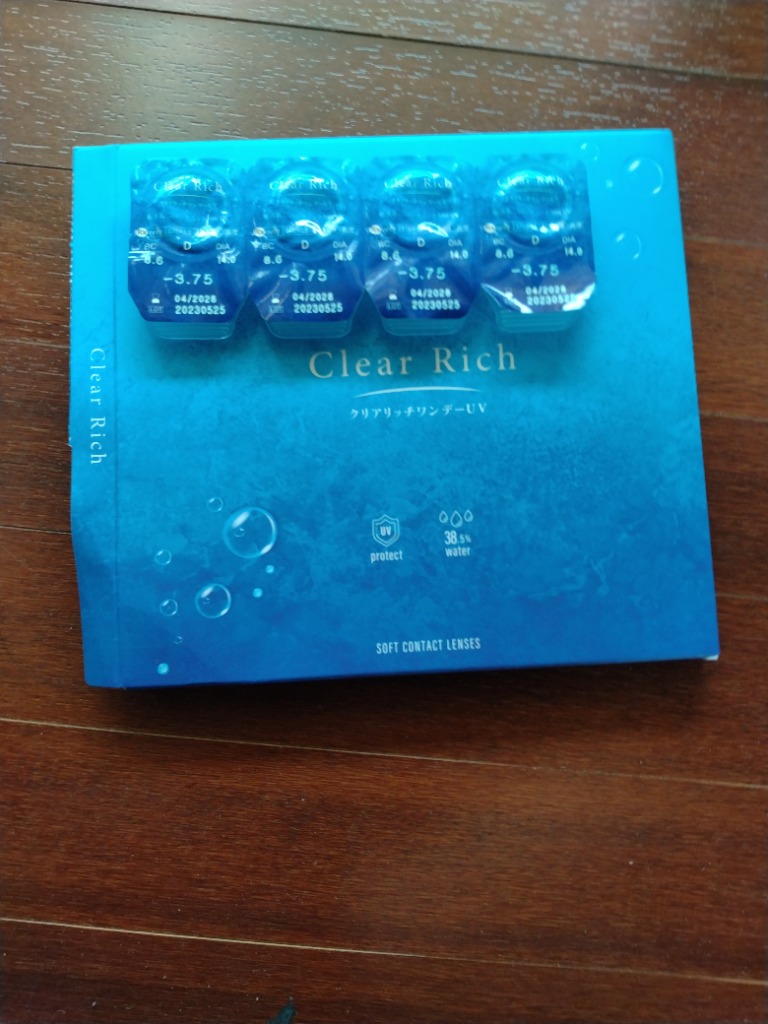 Clear Rich
Clear Rich
Clear Rich
Clear Rich
BC D DIA
8.6 14.0
-3.75
04/2028
20230525
BC D DIA
8.6 14.0
-3.75
04/2028
20230525
BC D DIA
8.6 14.0
-3.75
04/2028
20230525
BC D DIA
8.6 14.0
-3.75
04/2028
20230525
Clear Rich
クリアリッチワンデーUV
Clear Rich
UV
protect
38.5%
water
SOFT CONTACT LENSES